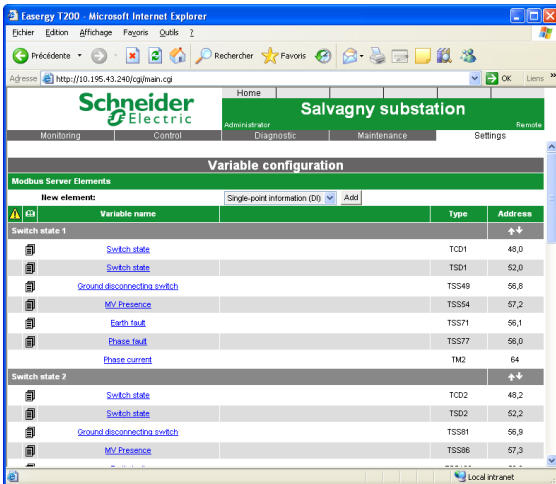 Easergy T200 - Microsoft Internet Explorer
Fichier Edition Affichage Favoris Outils ?
Précédente Rechercher Favoris
Adresse http://10.195.43.240/cgi/main.cgi OK Liens »
Schneider Electric
Home
Salvagny substation
Administrator Remote
Monitoring Control Diagnostic Maintenance Settings
Variable configuration
Modbus Server Elements
New element: Single-point information (DI) Add
Variable name Type Address
Switch state 1
Switch state TCD1 48,0
Switch state TSD1 52,0
Ground disconnecting switch TSS49 56,8
MV Presence TSS54 57,2
Earth fault TSS71 56,1
Phase fault TSS77 56,0
Phase current TM2 64
Switch state 2
Switch state TCD2 48,2
Switch state TSD2 52,2
Ground disconnecting switch TSS81 56,9
MV Presence TSS86 57,3
Local intranet